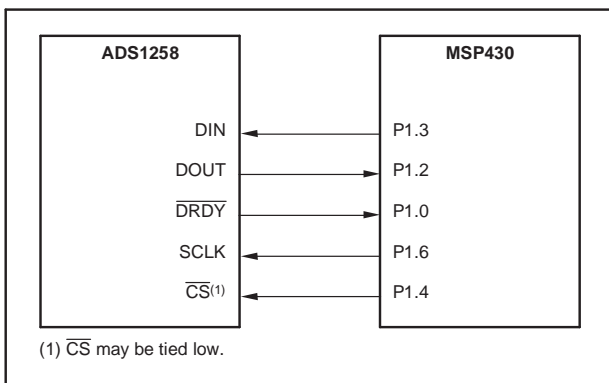 ADS1258 MSP430
DIN P1.3
DOUT P1.2
DRDY P1.0
SCLK P1.6
CS(1) P1.4
(1) CS may be tied low.